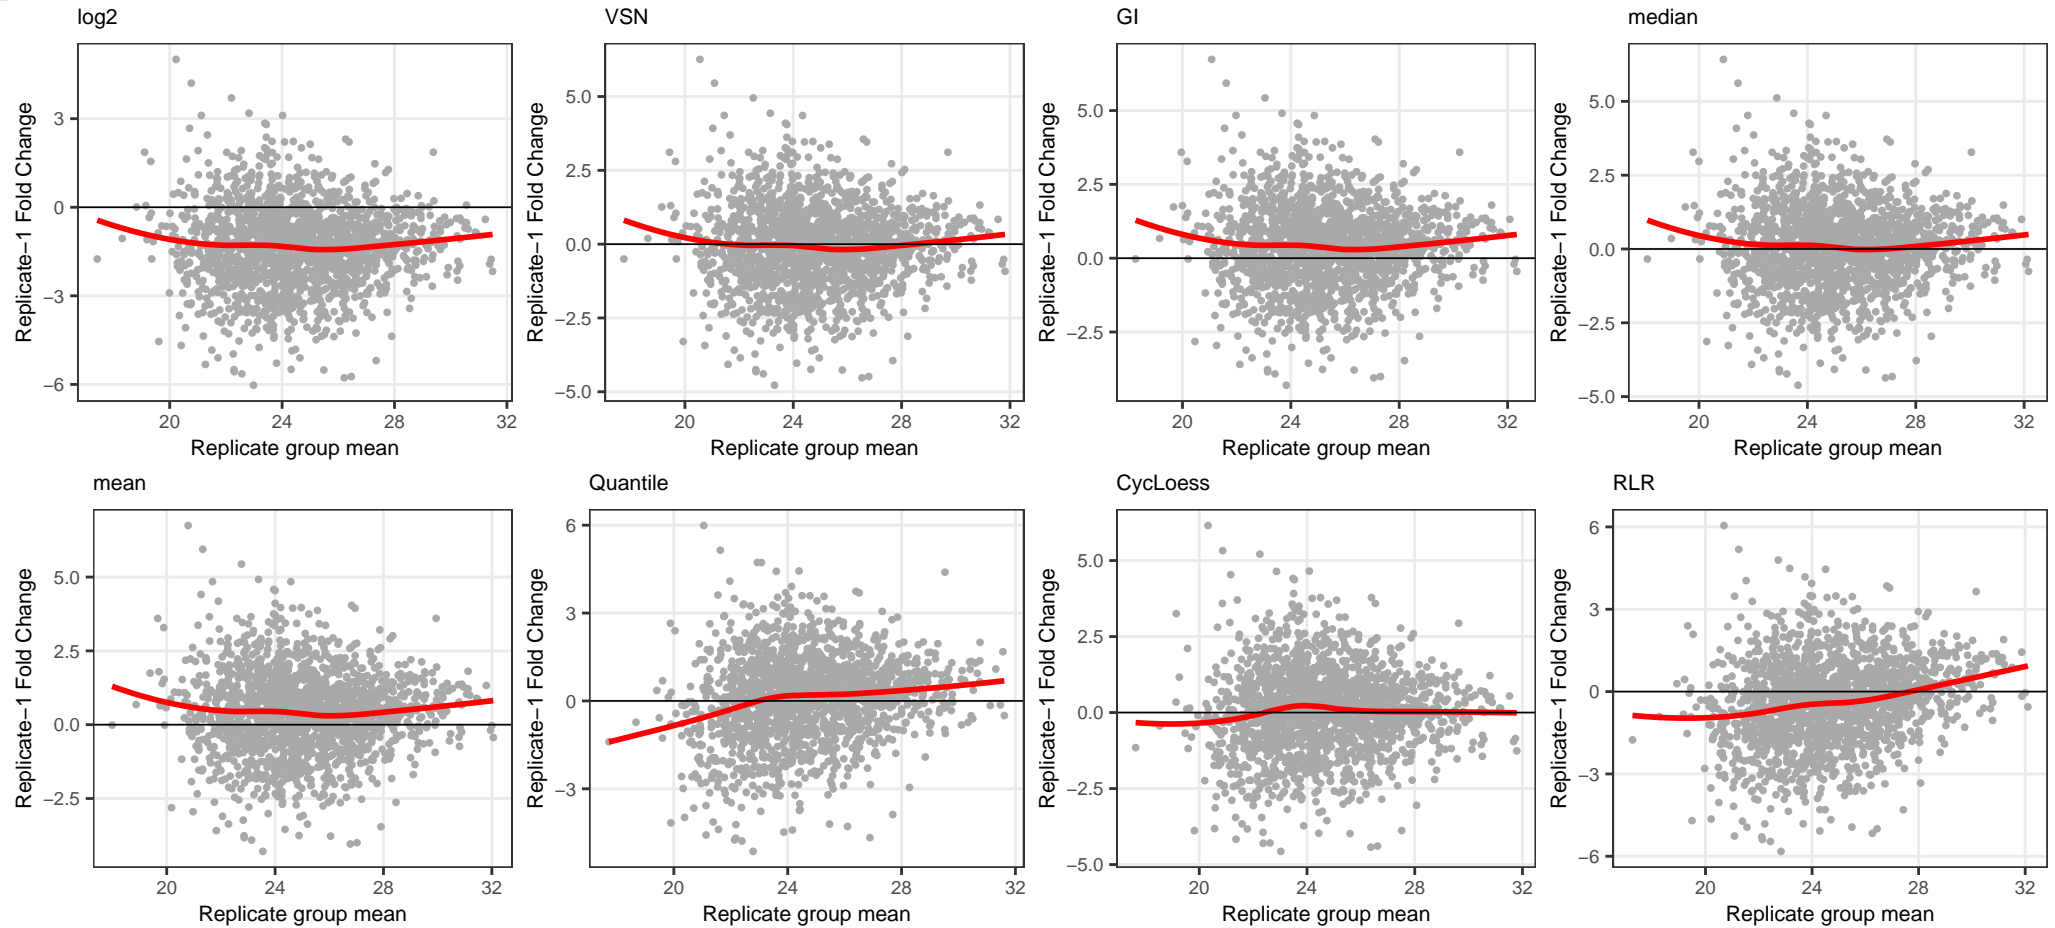 log2
VSN
GI
median
3
0
−3
−6
20
24
28
32
Replicate−1 Fold Change
Replicate group mean
5.0
2.5
0.0
−2.5
−5.0
20
24
28
32
Replicate−1 Fold Change
Replicate group mean
5.0
2.5
0.0
−2.5
20
24
28
32
Replicate−1 Fold Change
Replicate group mean
5.0
2.5
0.0
−2.5
−5.0
20
24
28
32
Replicate−1 Fold Change
Replicate group mean
mean
Quantile
CycLoess
RLR
5.0
2.5
0.0
−2.5
20
24
28
32
Replicate−1 Fold Change
Replicate group mean
6
3
0
−3
20
24
28
32
Replicate−1 Fold Change
Replicate group mean
5.0
2.5
0.0
−2.5
−5.0
20
24
28
32
Replicate−1 Fold Change
Replicate group mean
6
3
0
−3
−6
20
24
28
32
Replicate−1 Fold Change
Replicate group mean